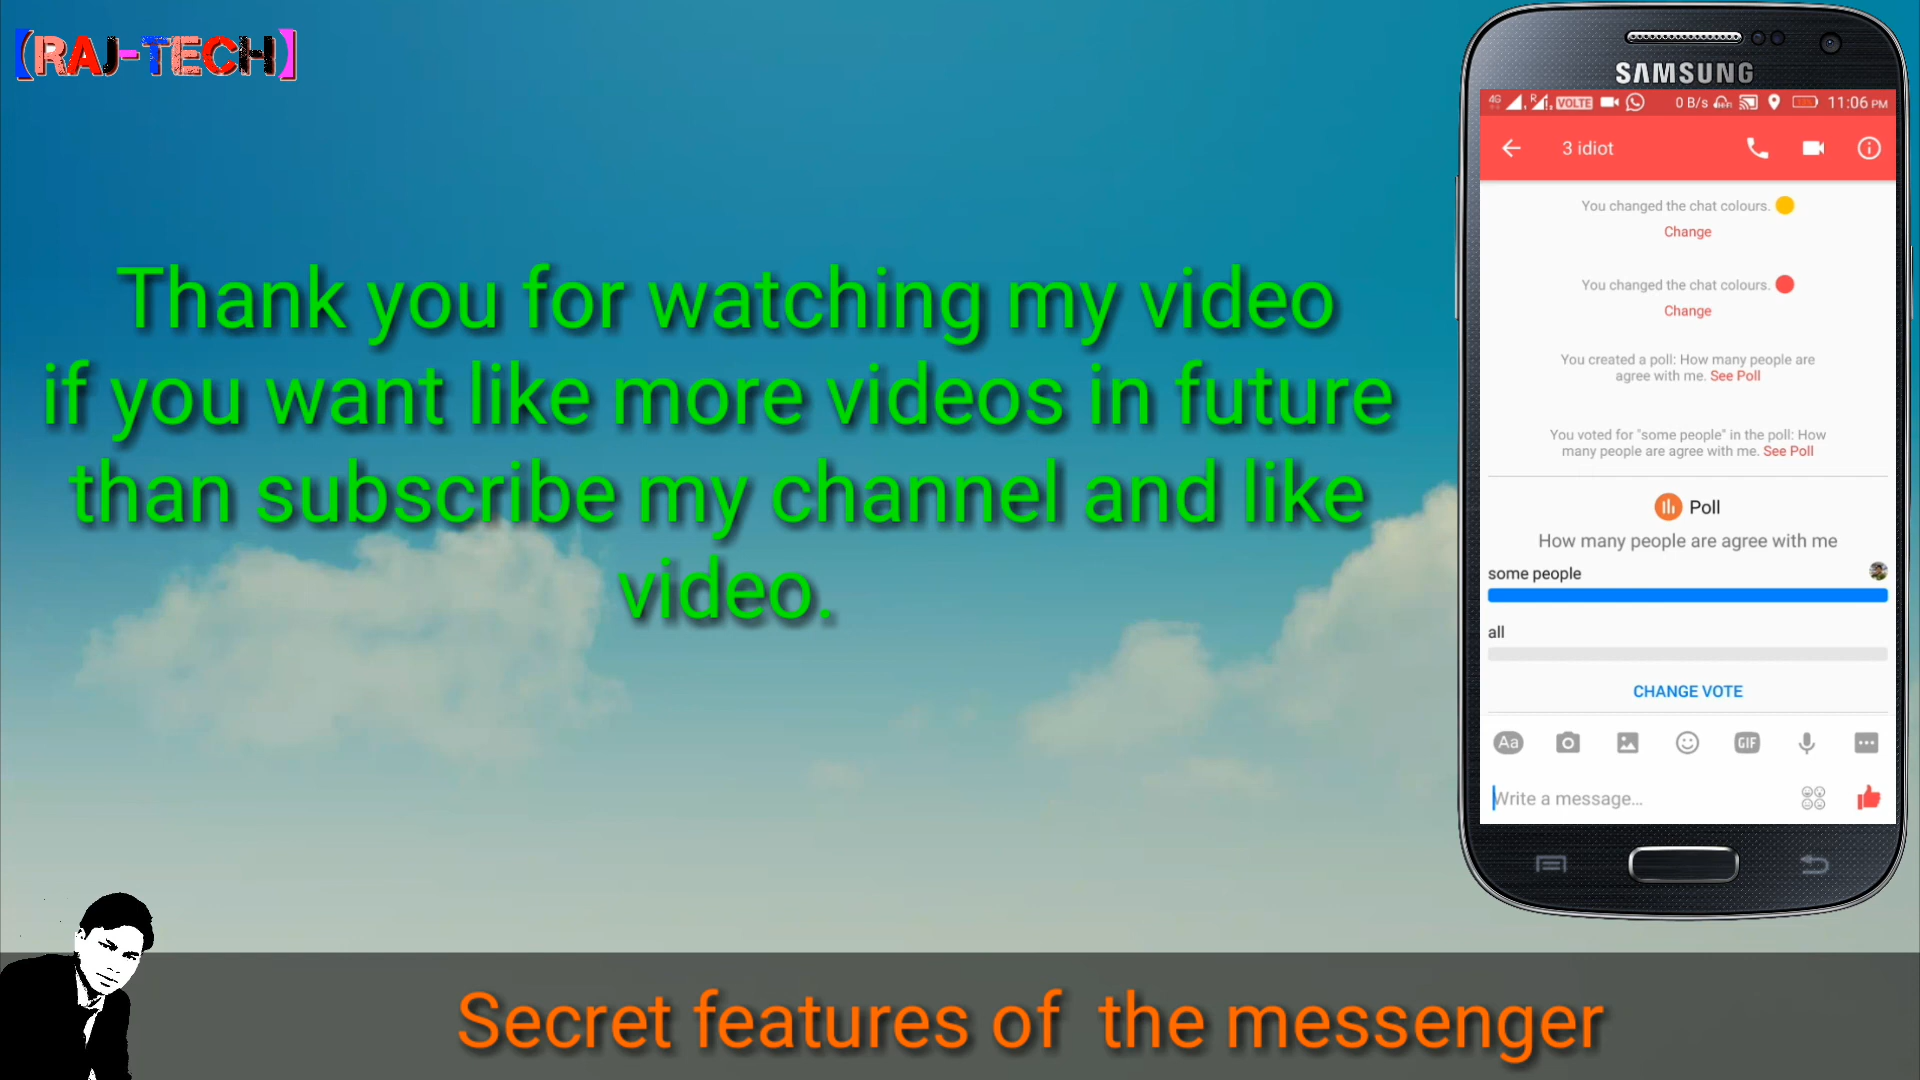 【RAJ-TECH】
Thank you for watching my video
if you want like more videos in future
than subscribe my channel and like
video.
SAMSUNG
4G R VOLTE 0 B/s 11:06 PM
3 idiot
You changed the chat colours.
Change
You changed the chat colours.
Change
You created a poll: How many people are
agree with me. See Poll
You voted for "some people" in the poll: How
many people are agree with me. See Poll
Poll
How many people are agree with me
some people
all
CHANGE VOTE
Aa GIF
Write a message...
Secret features of the messenger